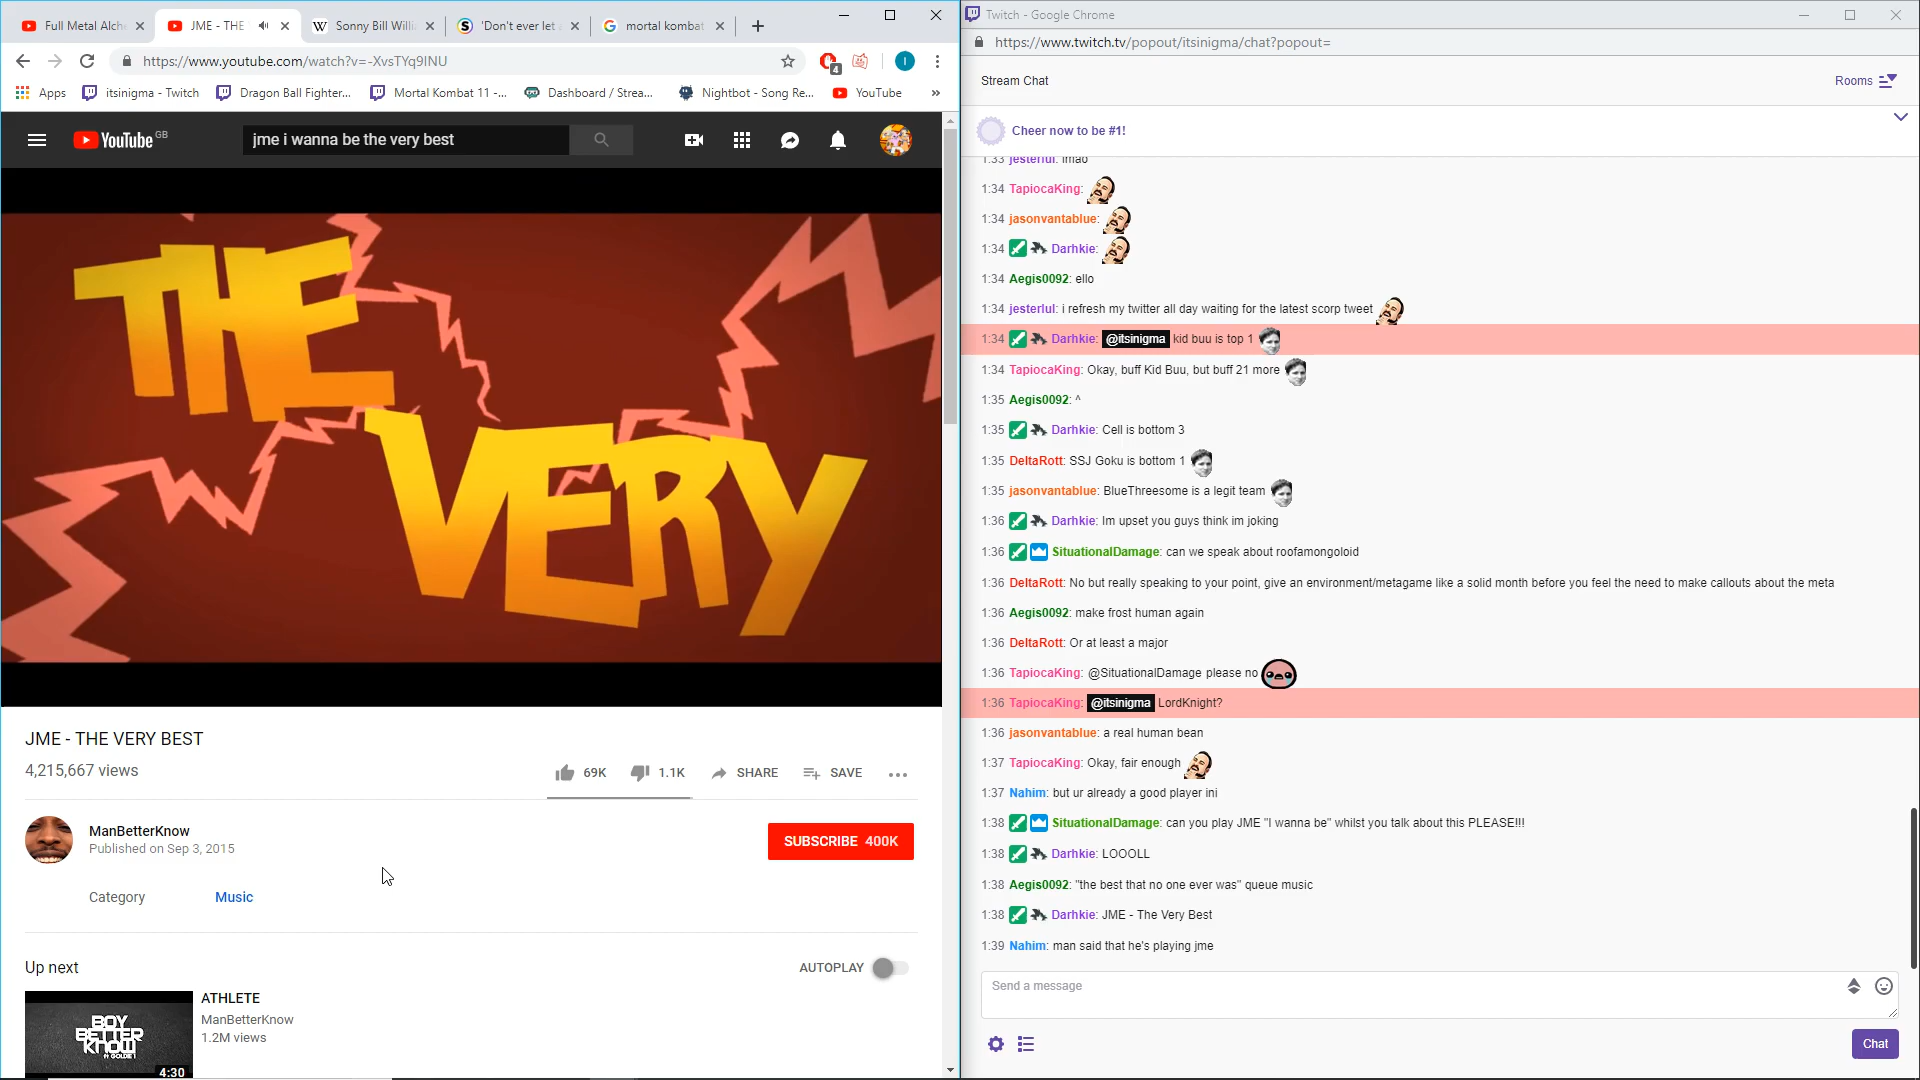 Full Metal Alche
JME - THE
Sonny Bill Willi
'Don't ever let
mortal kombat
https://www.youtube.com/watch?v=-XvsTYq9INU
4
I
Apps
itsinigma - Twitch
Dragon Ball Fighter...
Mortal Kombat 11 -...
Dashboard / Strea...
Nightbot - Song Re...
YouTube
»
YouTube GB
jme i wanna be the very best
THE
VERY
JME - THE VERY BEST
4,215,667 views
69K
1.1K
SHARE
SAVE
ManBetterKnow
Published on Sep 3, 2015
SUBSCRIBE 400K
Category
Music
Up next
AUTOPLAY
BOY
BETTER
KNOW
4:30
ATHLETE
ManBetterKnow
1.2M views
Twitch - Google Chrome
https://www.twitch.tv/popout/itsinigma/chat?popout=
Stream Chat
Rooms
Cheer now to be #1!
1:33 jesterlul: lmao
1:34 TapiocaKing:
1:34 jasonvantablue:
1:34 Darhkie:
1:34 Aegis0092: ello
1:34 jesterlul: i refresh my twitter all day waiting for the latest scorp tweet
1:34 Darhkie: @itsinigma kid buu is top 1
1:34 TapiocaKing: Okay, buff Kid Buu, but buff 21 more
1:35 Aegis0092: ^
1:35 Darhkie: Cell is bottom 3
1:35 DeltaRott: SSJ Goku is bottom 1
1:35 jasonvantablue: BlueThreesome is a legit team
1:36 Darhkie: Im upset you guys think im joking
1:36 SituationalDamage: can we speak about roofamongoloid
1:36 DeltaRott: No but really speaking to your point, give an environment/metagame like a solid month before you feel the need to make callouts about the meta
1:36 Aegis0092: make frost human again
1:36 DeltaRott: Or at least a major
1:36 TapiocaKing: @SituationalDamage please no
1:36 TapiocaKing: @itsinigma LordKnight?
1:36 jasonvantablue: a real human bean
1:37 TapiocaKing: Okay, fair enough
1:37 Nahim: but ur already a good player ini
1:38 SituationalDamage: can you play JME "I wanna be" whilst you talk about this PLEASE!!!
1:38 Darhkie: LOOOLL
1:38 Aegis0092: "the best that no one ever was" queue music
1:38 Darhkie: JME - The Very Best
1:39 Nahim: man said that he's playing jme
Send a message
Chat